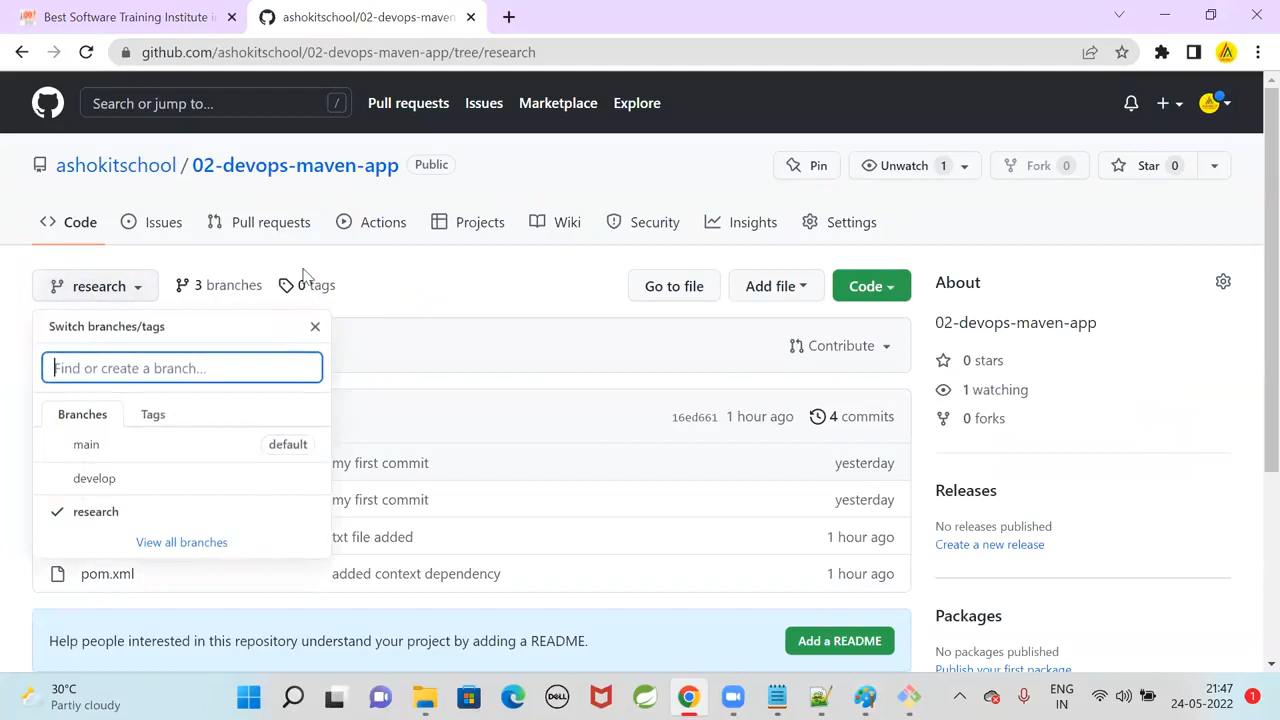 Best Software Training Institute in
ashokitschool/02-devops-maven
github.com/ashokitschool/02-devops-maven-app/tree/research
Search or jump to...
/
Pull requests
Issues
Marketplace
Explore
ashokitschool / 02-devops-maven-app
Public
Pin
Unwatch 1
Fork 0
Star 0
Code
Issues
Pull requests
Actions
Projects
Wiki
Security
Insights
Settings
research
3 branches
0 tags
Go to file
Add file
Code
About
Switch branches/tags
02-devops-maven-app
Contribute
Find or create a branch...
0 stars
Branches
Tags
1 watching
16ed661 1 hour ago
4 commits
0 forks
main
default
my first commit
yesterday
develop
Releases
my first commit
yesterday
research
No releases published
txt file added
1 hour ago
View all branches
Create a new release
pom.xml
added context dependency
1 hour ago
Packages
Help people interested in this repository understand your project by adding a README.
Add a README
No packages published
Publish your first package
30°C
Partly cloudy
DELL
ENG
IN
21:47
24-05-2022
1